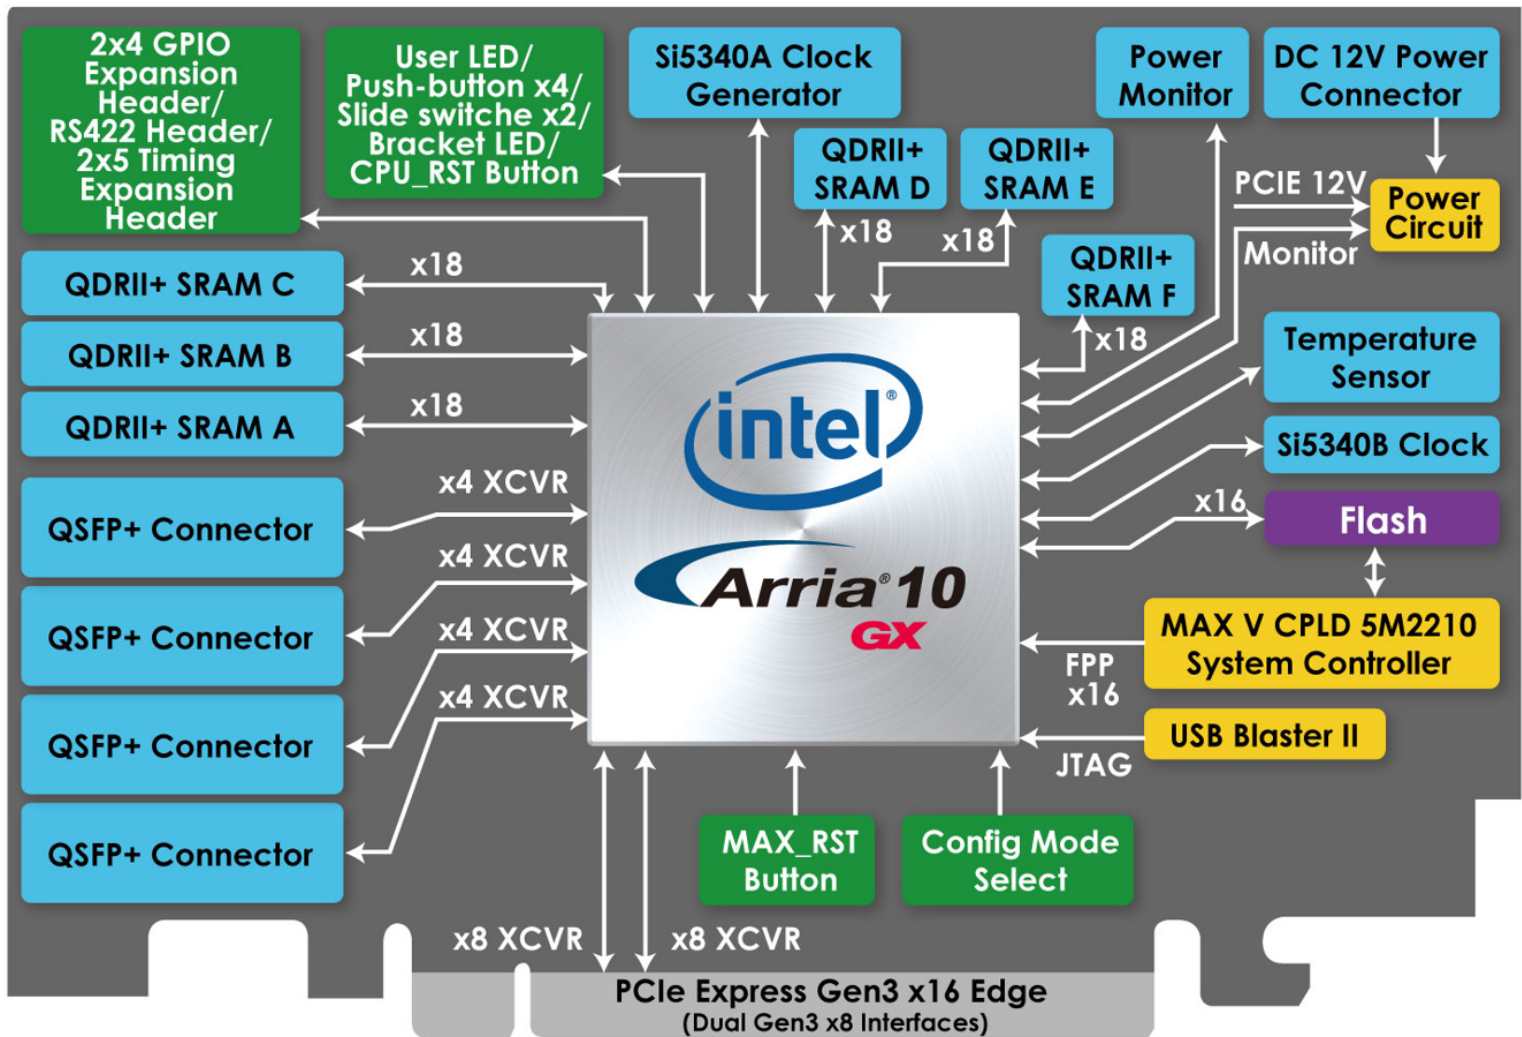 2x4 GPIO
Expansion
Header/
RS422 Header/
2x5 Timing
Expansion
Header
User LED/
Push-button x4/
Slide switche x2/
Bracket LED/
CPU_RST Button
Si5340A Clock
Generator
Power
Monitor
DC 12V Power
Connector
QDRII+
SRAM D
x18
QDRII+
SRAM E
x18
PCIE 12V
Power
Circuit
Monitor
QDRII+
SRAM F
x18
QDRII+ SRAM C
x18
QDRII+ SRAM B
x18
QDRII+ SRAM A
x18
Temperature
Sensor
Si5340B Clock
x16
Flash
intel®
Arria® 10
GX
x4 XCVR
QSFP+ Connector
x4 XCVR
QSFP+ Connector
x4 XCVR
QSFP+ Connector
x4 XCVR
QSFP+ Connector
MAX V CPLD 5M2210
System Controller
FPP
x16
USB Blaster II
JTAG
MAX_RST
Button
Config Mode
Select
x8 XCVR
x8 XCVR
PCIe Express Gen3 x16 Edge
(Dual Gen3 x8 Interfaces)